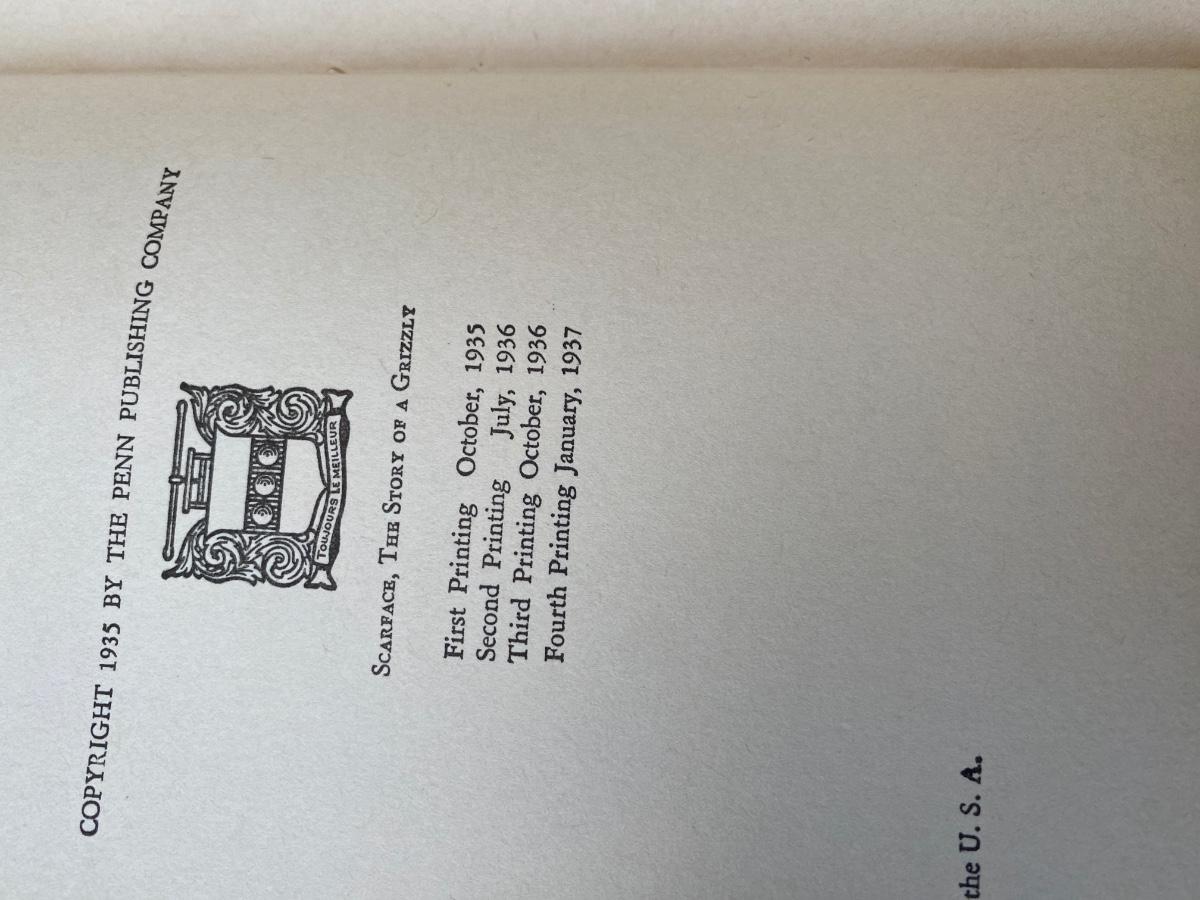 COPYRIGHT 1935 BY THE PENN PUBLISHING COMPANY
TOUJOURS LE MEILLEUR
SCARFACE, THE STORY OF A GRIZZLY
First Printing October, 1935
Second Printing July, 1936
Third Printing October, 1936
Fourth Printing January, 1937
the U. S. A.